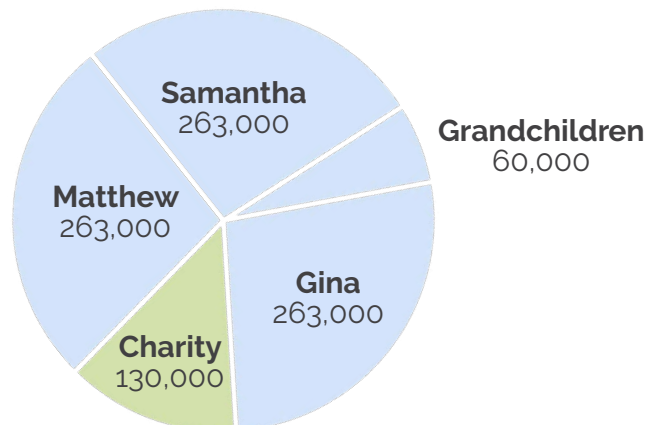 Samantha
263,000
Grandchildren
60,000
Matthew
263,000
Gina
263,000
Charity
130,000